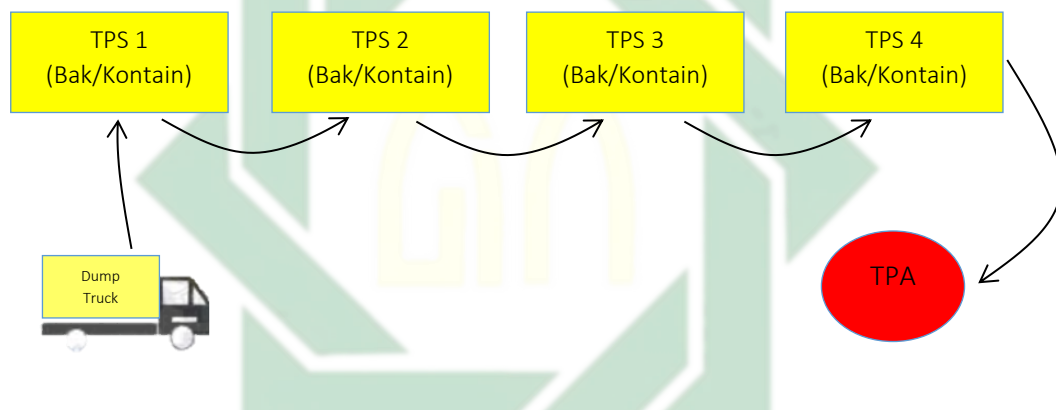 TPS 1
(Bak/Kontain)
TPS 2
(Bak/Kontain)
TPS 3
(Bak/Kontain)
TPS 4
(Bak/Kontain)
Dump
Truck
TPA